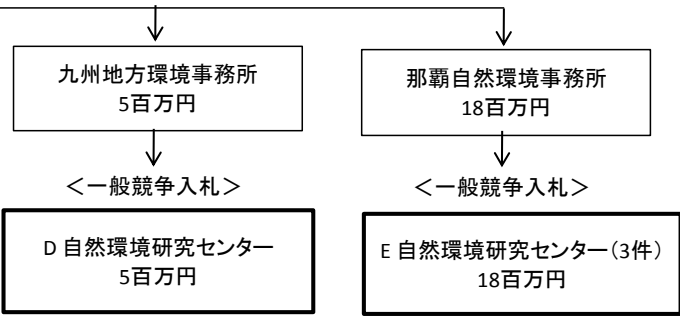 九州地方環境事務所
5百万円
那覇自然環境事務所
18百万円
＜一般競争入札＞
＜一般競争入札＞
D 自然環境研究センター
5百万円
E 自然環境研究センター（3件）
18百万円